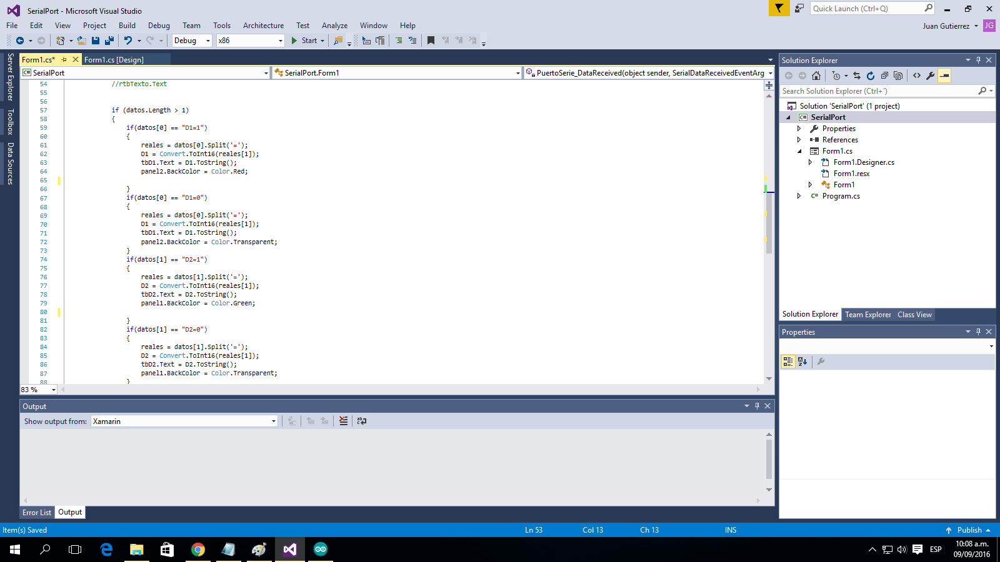 SerialPort - Microsoft Visual Studio
Quick Launch (Ctrl+Q)
File Edit View Project Build Debug Team Tools Architecture Test Analyze Window Help
Juan Gutierrez JG
Debug x86 Start
Server Explorer
Toolbox
Data Sources
Form1.cs* Form1.cs [Design]
SerialPort SerialPort.Form1 PuertoSerie_DataReceived(object sender, SerialDataReceivedEventArg
54 //rtbTexto.Text
55
56
57 if (datos.Length > 1)
58 {
59 if(datos[0] == "D1=1")
60 {
61 reales = datos[0].Split('=');
62 D1 = Convert.ToInt16(reales[1]);
63 tbD1.Text = D1.ToString();
64 panel2.BackColor = Color.Red;
65
66 }
67 if(datos[0] == "D1=0")
68 {
69 reales = datos[0].Split('=');
70 D1 = Convert.ToInt16(reales[1]);
71 tbD1.Text = D1.ToString();
72 panel2.BackColor = Color.Transparent;
73 }
74 if(datos[1] == "D2=1")
75 {
76 reales = datos[1].Split('=');
77 D2 = Convert.ToInt16(reales[1]);
78 tbD2.Text = D2.ToString();
79 panel1.BackColor = Color.Green;
80
81 }
82 if(datos[1] == "D2=0")
83 {
84 reales = datos[1].Split('=');
85 D2 = Convert.ToInt16(reales[1]);
86 tbD2.Text = D2.ToString();
87 panel1.BackColor = Color.Transparent;
88 }
83 %
Output
Show output from: Xamarin
Error List Output
Solution Explorer
Search Solution Explorer (Ctrl+´)
Solution 'SerialPort' (1 project)
C# SerialPort
Properties
References
Form1.cs
Form1.Designer.cs
Form1.resx
Form1
C# Program.cs
Solution Explorer Team Explorer Class View
Properties
Item(s) Saved Ln 53 Col 13 Ch 13 INS Publish
ESP
10:08 a.m.
09/09/2016